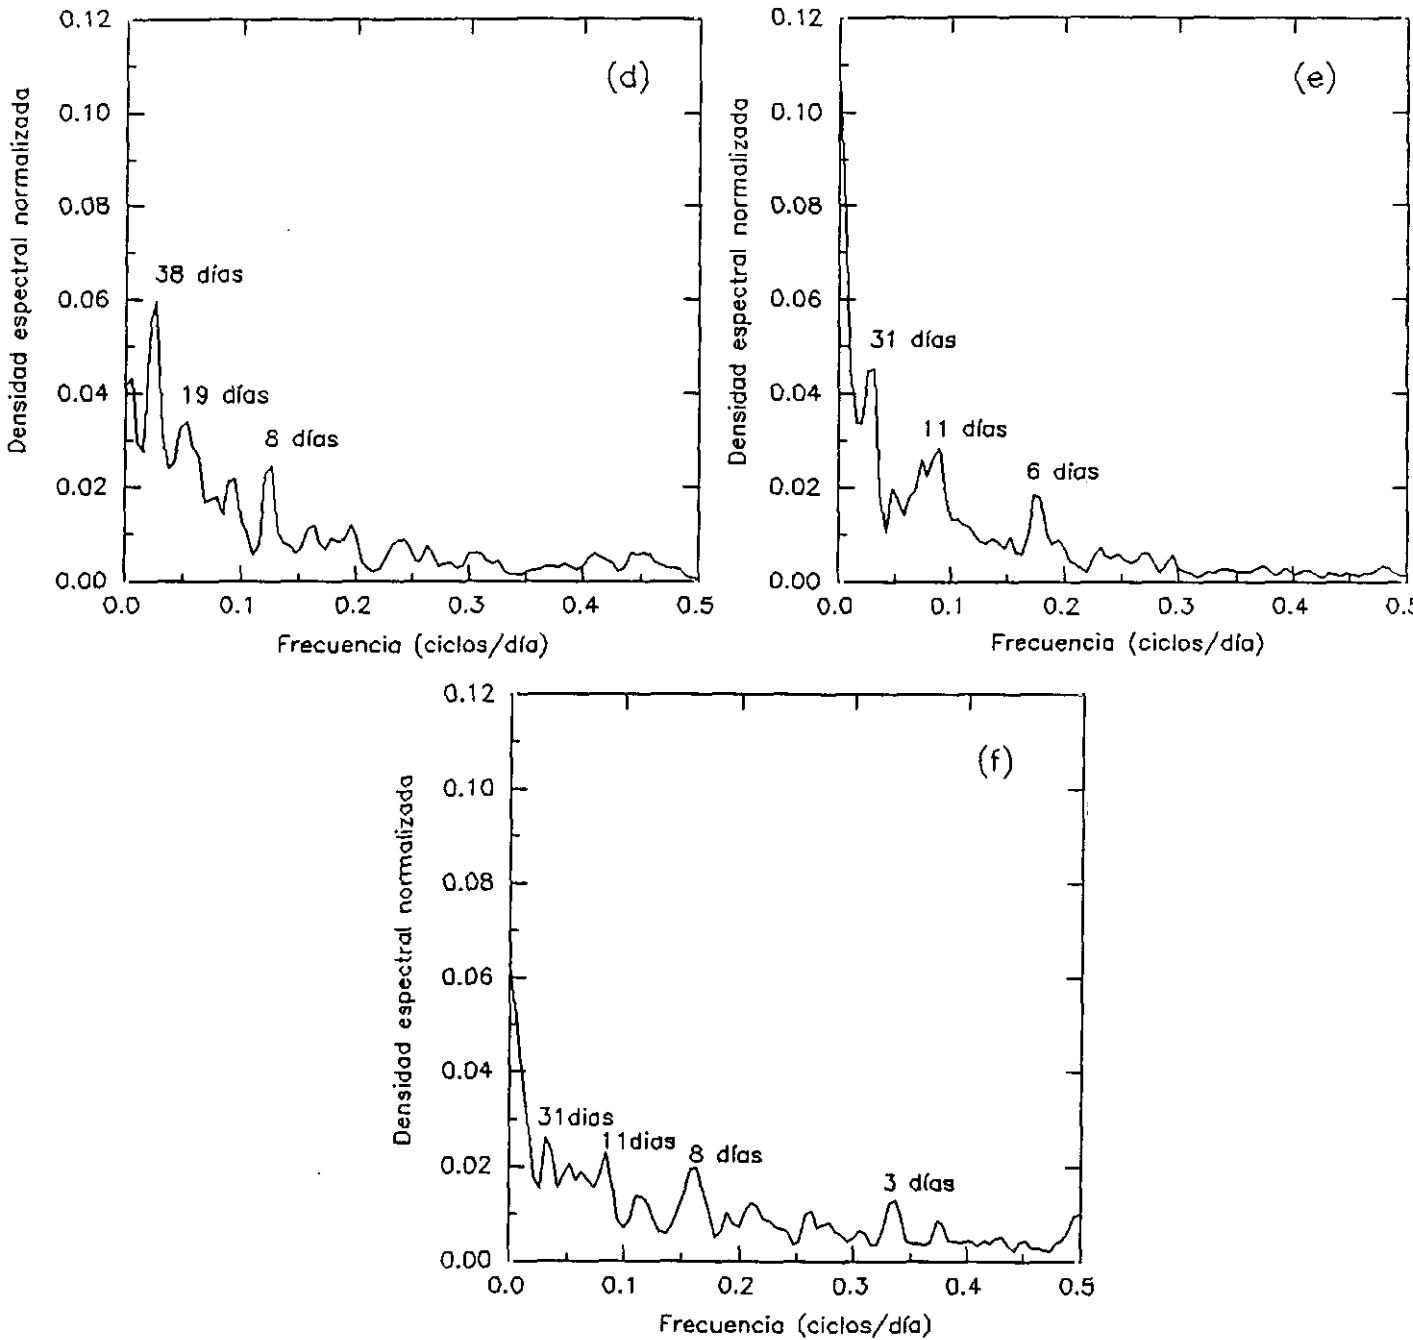 (d)
0.12
0.10
0.08
0.06
0.04
0.02
0.00
Densidad espectral normalizada
38 días
19 días
8 días
0.0 0.1 0.2 0.3 0.4 0.5
Frecuencia (ciclos/día)
(e)
0.12
0.10
0.08
0.06
0.04
0.02
0.00
Densidad espectral normalizada
31 días
11 días
6 días
0.0 0.1 0.2 0.3 0.4 0.5
Frecuencia (ciclos/día)
(f)
0.12
0.10
0.08
0.06
0.04
0.02
0.00
Densidad espectral normalizada
31dias
11dias
8 días
3 días
0.0 0.1 0.2 0.3 0.4 0.5
Frecuencia (ciclos/día)